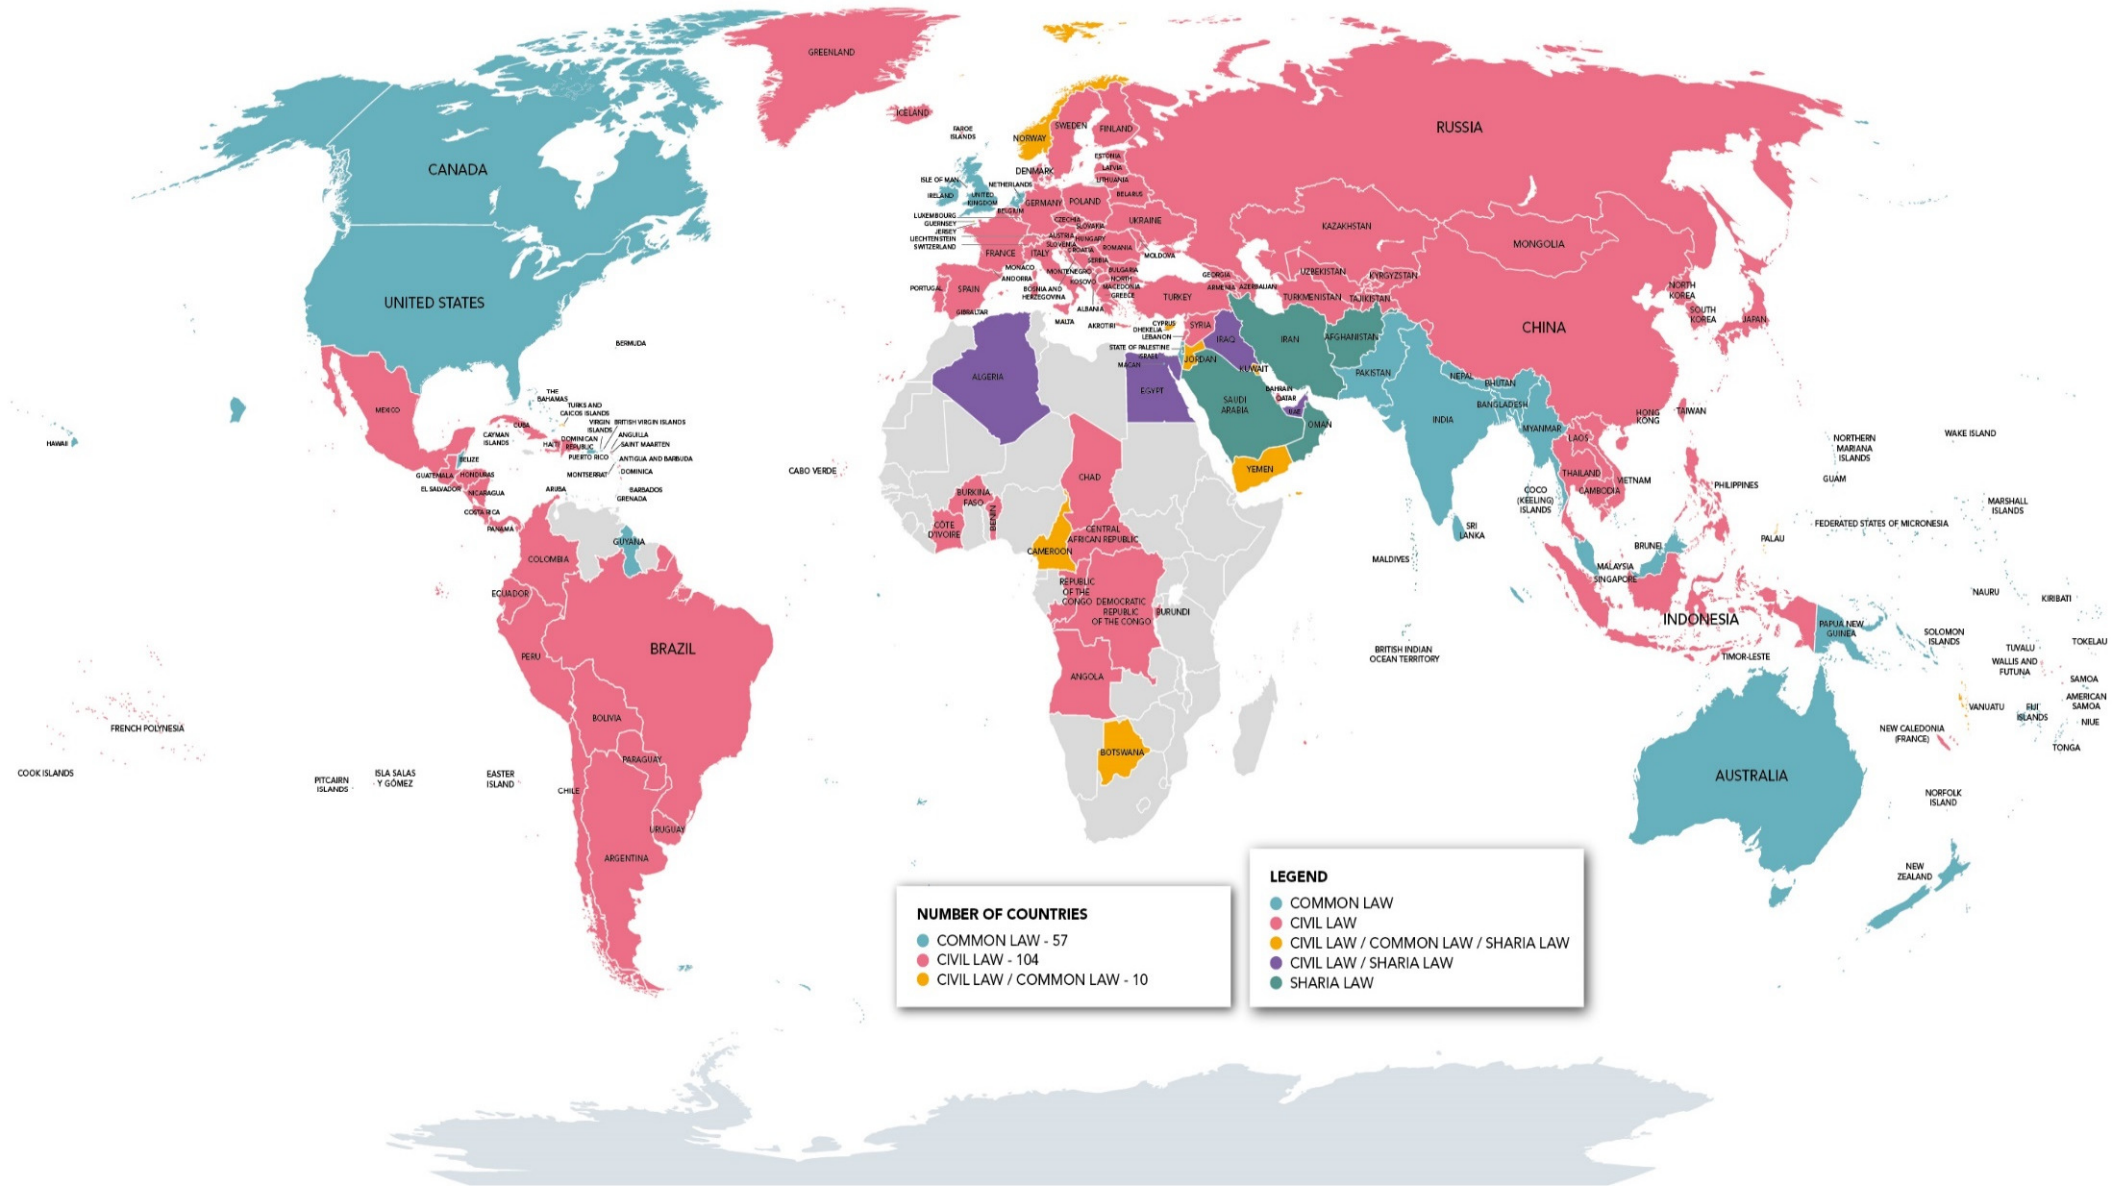 GREENLAND
ICELAND
FAROE
ISLANDS
NORWAY
SWEDEN
FINLAND
RUSSIA
CANADA
ESTONIA
LATVIA
LITHUANIA
DENMARK
ISLE OF MAN
NETHERLANDS
IRELAND
UNITED
KINGDOM
BELARUS
GERMANY
POLAND
BELGIUM
LUXEMBOURG
GUERNSEY
JERSEY
LIECHTENSTEIN
SWITZERLAND
CZECHIA
SLOVAKIA
UKRAINE
AUSTRIA
HUNGARY
SLOVENIA
CROATIA
ROMANIA
MOLDOVA
FRANCE
ITALY
SERBIA
MONACO
ANDORRA
MONTENEGRO
BULGARIA
KOSOVO
NORTH
MACEDONIA
GREECE
BOSNIA AND
HERZEGOVINA
ALBANIA
PORTUGAL
SPAIN
GIBRALTAR
MALTA
AKROTIRI
TURKEY
GEORGIA
ARMENIA
AZERBAIJAN
CYPRUS
DHEKELIA
LEBANON
STATE OF PALESTINE
ISRAEL
MACAN
SYRIA
IRAQ
JORDAN
KUWAIT
IRAN
AFGHANISTAN
KAZAKHSTAN
MONGOLIA
UZBEKISTAN
KYRGYZSTAN
TURKMENISTAN
TAJIKISTAN
CHINA
NORTH
KOREA
SOUTH
KOREA
JAPAN
UNITED STATES
BERMUDA
MEXICO
HAWAII
THE
BAHAMAS
TURKS AND
CAICOS ISLANDS
CUBA
CAYMAN
ISLANDS
VIRGIN
ISLANDS
BRITISH VIRGIN ISLANDS
HAITI
DOMINICAN
REPUBLIC
ANGUILLA
SAINT MAARTEN
PUERTO RICO
ANTIGUA AND BARBUDA
MONTSERRAT
DOMINICA
BELIZE
GUATEMALA
HONDURAS
EL SALVADOR
NICARAGUA
ARUBA
BARBADOS
GRENADA
COSTA RICA
PANAMA
CABO VERDE
ALGERIA
EGYPT
SAUDI
ARABIA
BAHRAIN
QATAR
UAE
OMAN
YEMEN
PAKISTAN
NEPAL
BHUTAN
BANGLADESH
INDIA
MYANMAR
LAOS
THAILAND
VIETNAM
CAMBODIA
HONG
KONG
TAIWAN
PHILIPPINES
NORTHERN
MARIANA
ISLANDS
GUAM
WAKE ISLAND
MARSHALL
ISLANDS
FEDERATED STATES OF MICRONESIA
PALAU
COCO
(KEELING)
ISLANDS
SRI
LANKA
MALDIVES
BRUNEI
MALAYSIA
SINGAPORE
INDONESIA
TIMOR-LESTE
PAPUA NEW
GUINEA
NAURU
KIRIBATI
SOLOMON
ISLANDS
TUVALU
TOKELAU
WALLIS AND
FUTUNA
SAMOA
AMERICAN
SAMOA
VANUATU
FIJI
ISLANDS
NIUE
TONGA
NEW CALEDONIA
(FRANCE)
NORFOLK
ISLAND
AUSTRALIA
NEW
ZEALAND
BRITISH INDIAN
OCEAN TERRITORY
CHAD
BURKINA
FASO
BENIN
CÔTE
D'IVOIRE
CAMEROON
CENTRAL
AFRICAN REPUBLIC
REPUBLIC
OF THE
CONGO
DEMOCRATIC
REPUBLIC
OF THE CONGO
BURUNDI
ANGOLA
BOTSWANA
GUYANA
COLOMBIA
ECUADOR
PERU
BRAZIL
BOLIVIA
PARAGUAY
CHILE
URUGUAY
ARGENTINA
FRENCH POLYNESIA
COOK ISLANDS
PITCAIRN
ISLANDS
ISLA SALAS
Y GÓMEZ
EASTER
ISLAND
NUMBER OF COUNTRIES
COMMON LAW - 57
CIVIL LAW - 104
CIVIL LAW / COMMON LAW - 10
LEGEND
COMMON LAW
CIVIL LAW
CIVIL LAW / COMMON LAW / SHARIA LAW
CIVIL LAW / SHARIA LAW
SHARIA LAW